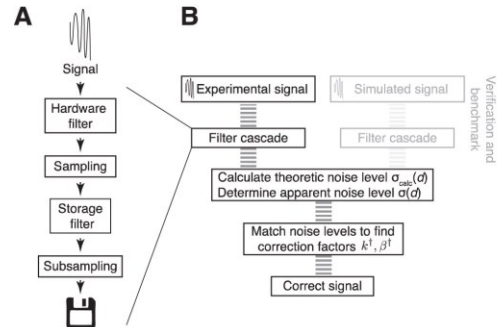 A
Signal
Hardware
filter
Sampling
Storage
filter
Subsampling
B
Experimental signal
Simulated signal
Filter cascade
Filter cascade
Calculate theoretic noise level σcalc(d)
Determine apparent noise level σ(d)
Match noise levels to find
correction factors k†, β†
Correct signal
Verification and
benchmark